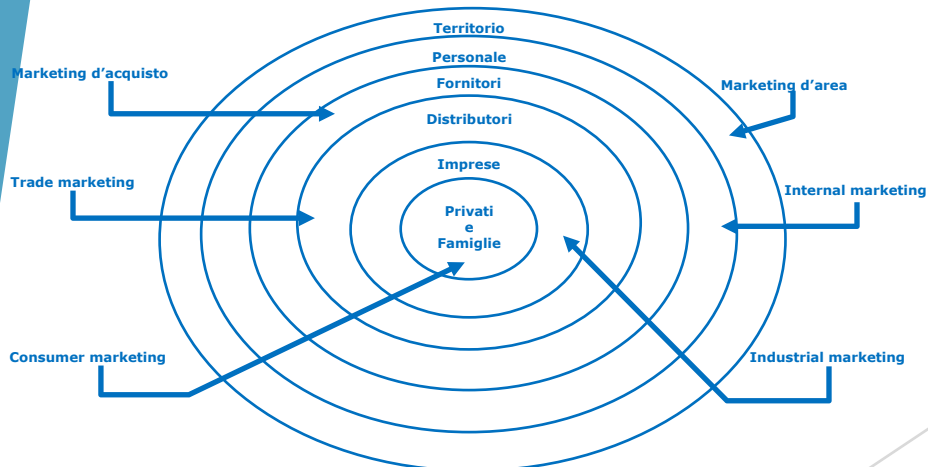 Territorio
Personale
Marketing d'acquisto
Fornitori
Marketing d'area
Distributori
Imprese
Trade marketing
Internal marketing
Privati
e
Famiglie
Consumer marketing
Industrial marketing